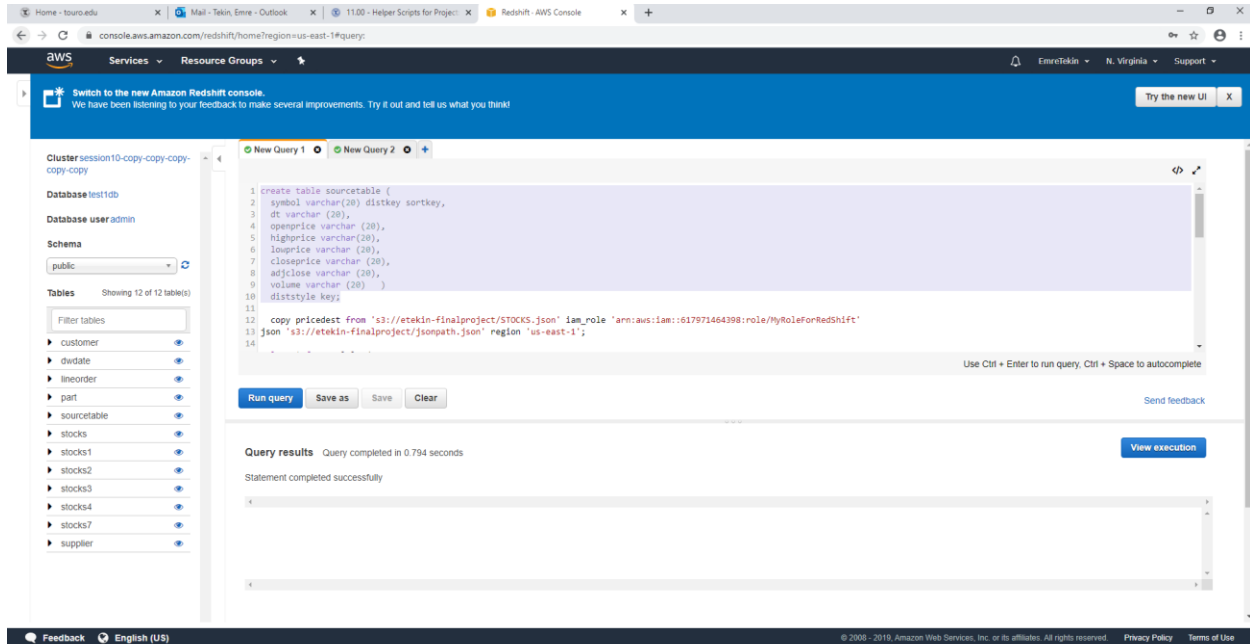 Home - touro.edu
Mail - Tekin, Emre - Outlook
11.00 - Helper Scripts for Project
Redshift - AWS Console
console.aws.amazon.com/redshift/home?region=us-east-1#query:
aws Services Resource Groups EmreTekin N. Virginia Support
Switch to the new Amazon Redshift console.
We have been listening to your feedback to make several improvements. Try it out and tell us what you think!
Try the new UI X
Cluster session10-copy-copy-copy-
copy-copy
Database test1db
Database user admin
Schema
public
Tables Showing 12 of 12 table(s)
Filter tables
customer
dwdate
lineorder
part
sourcetable
stocks
stocks1
stocks2
stocks3
stocks4
stocks7
supplier
New Query 1 New Query 2 +
</>
1 create table sourcetable (
2 symbol varchar(20) distkey sortkey,
3 dt varchar (20),
4 openprice varchar (20),
5 highprice varchar(20),
6 louprice varchar (20),
7 closeprice varchar (20),
8 adjclose varchar (20),
9 volume varchar (20) )
10 diststyle key;
11
12 copy pricedest from 's3://etekin-finalproject/STOCKS.json' iam_role 'arn:aws:iam::617971464398:role/MyRoleForRedShift'
13 json 's3://etekin-finalproject/jsonpath.json' region 'us-east-1';
14
Use Ctrl + Enter to run query, Ctrl + Space to autocomplete
Run query Save as Save Clear
Send feedback
Query results Query completed in 0.794 seconds
View execution
Statement completed successfully
Feedback English (US)
© 2008 - 2019, Amazon Web Services, Inc. or its affiliates. All rights reserved. Privacy Policy Terms of Use